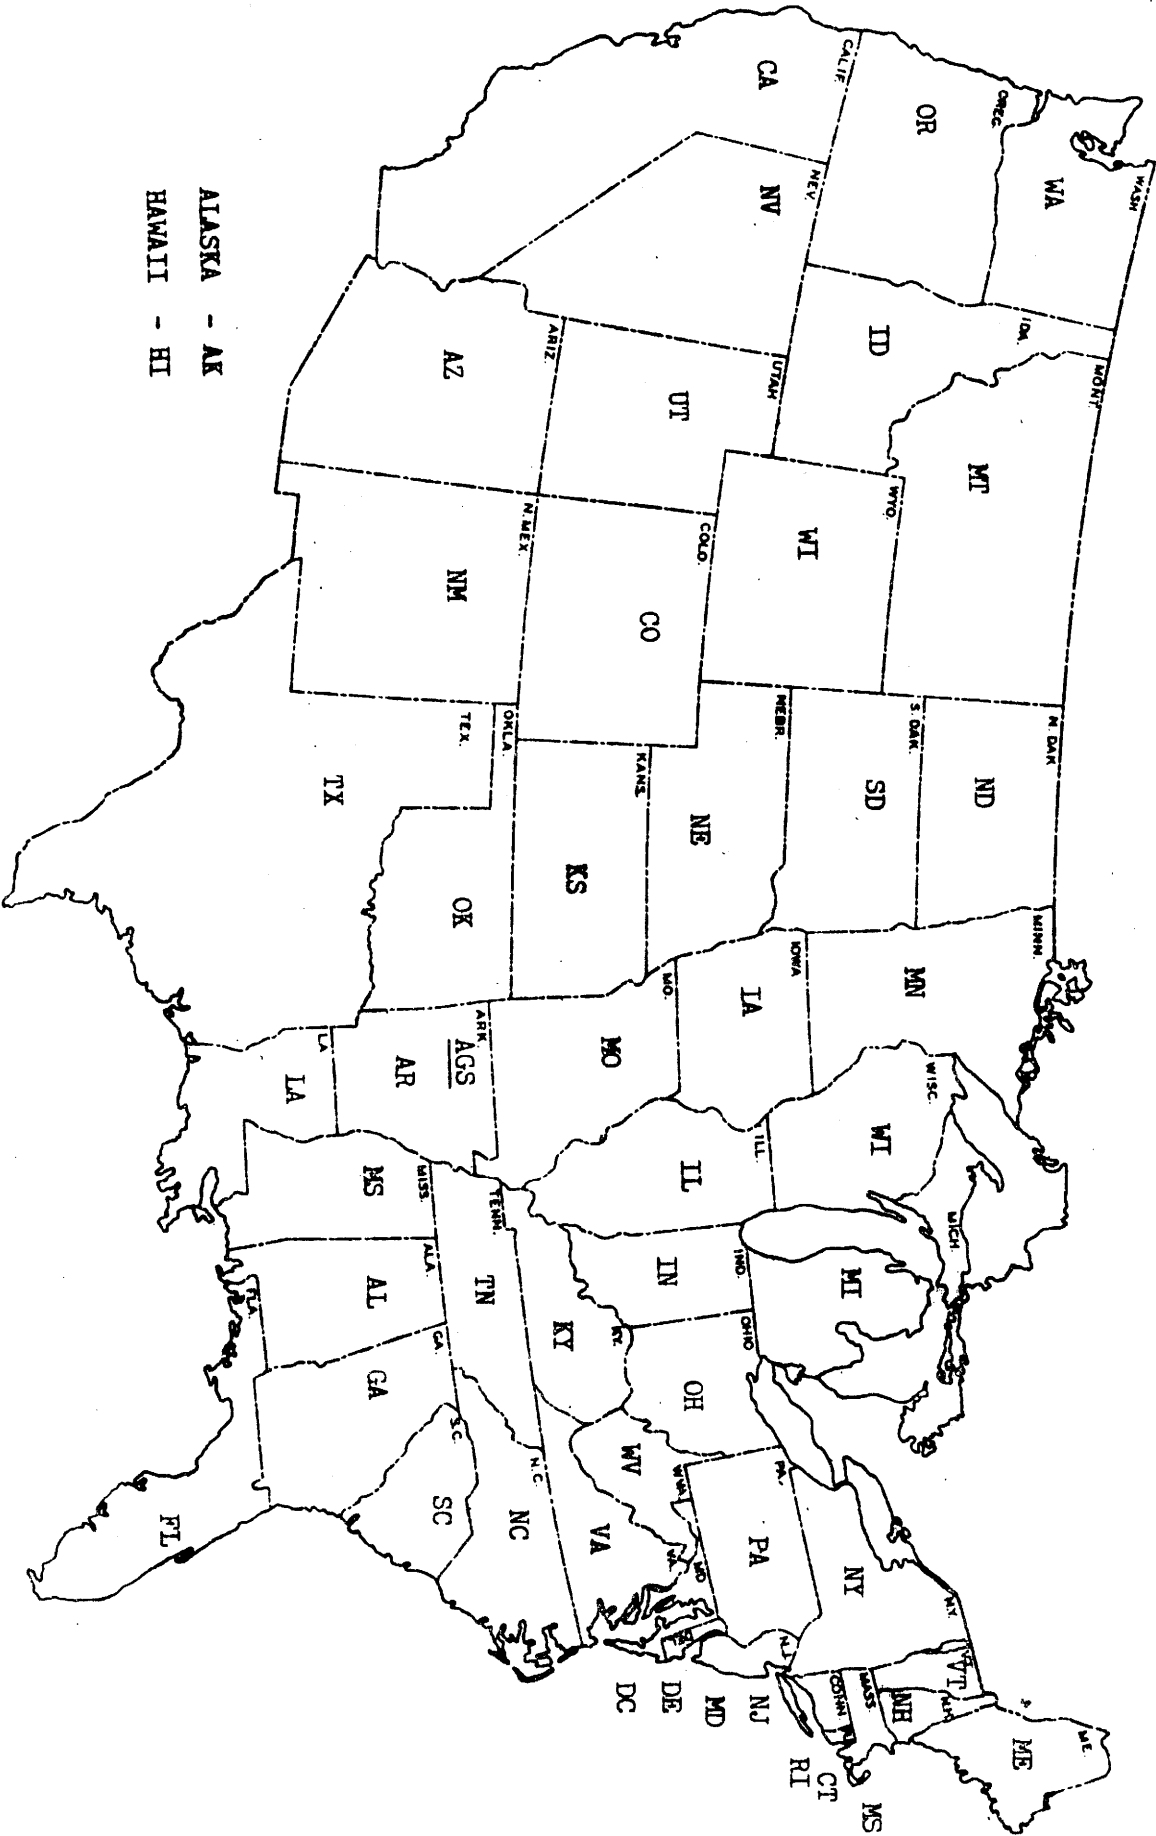 WASH
WA
OREG.
OR
CALIF.
CA
NEV.
NV
IDA.
ID
MONT.
MT
WYO.
WI
UTAH
UT
COLO.
CO
ARIZ.
AZ
N. MEX.
NM
N. DAK
ND
S. DAK.
SD
NEBR.
NE
KANS.
KS
OKLA.
OK
TEX.
TX
MINN.
MN
IOWA
IA
MO.
MO
ARK.
AGS
AR
LA
LA
WISC.
WI
ILL.
IL
MICH.
MI
IND.
IN
OHIO
OH
KY.
KY
TENN.
TN
MISS.
MS
ALA.
AL
GA.
GA
FLA.
FL
S.C.
SC
N.C.
NC
VA.
VA
W.VA.
WV
MD
PA.
PA
N.Y.
NY
N.J.
VT
N.H.
NH
ME.
ME
MASS.
CONN.
MS
CT
RI
NJ
MD
DE
DC
ALASKA - AK
HAWAII - HI